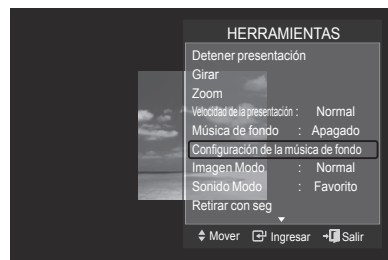 HERRAMIENTAS
Detener presentación
Girar
Zoom
Velocidad de la presentación : Normal
Música de fondo : Apagado
Configuración de la música de fondo
Imagen Modo : Normal
Sonido Modo : Favorito
Retirar con seg
Mover Ingresar Salir